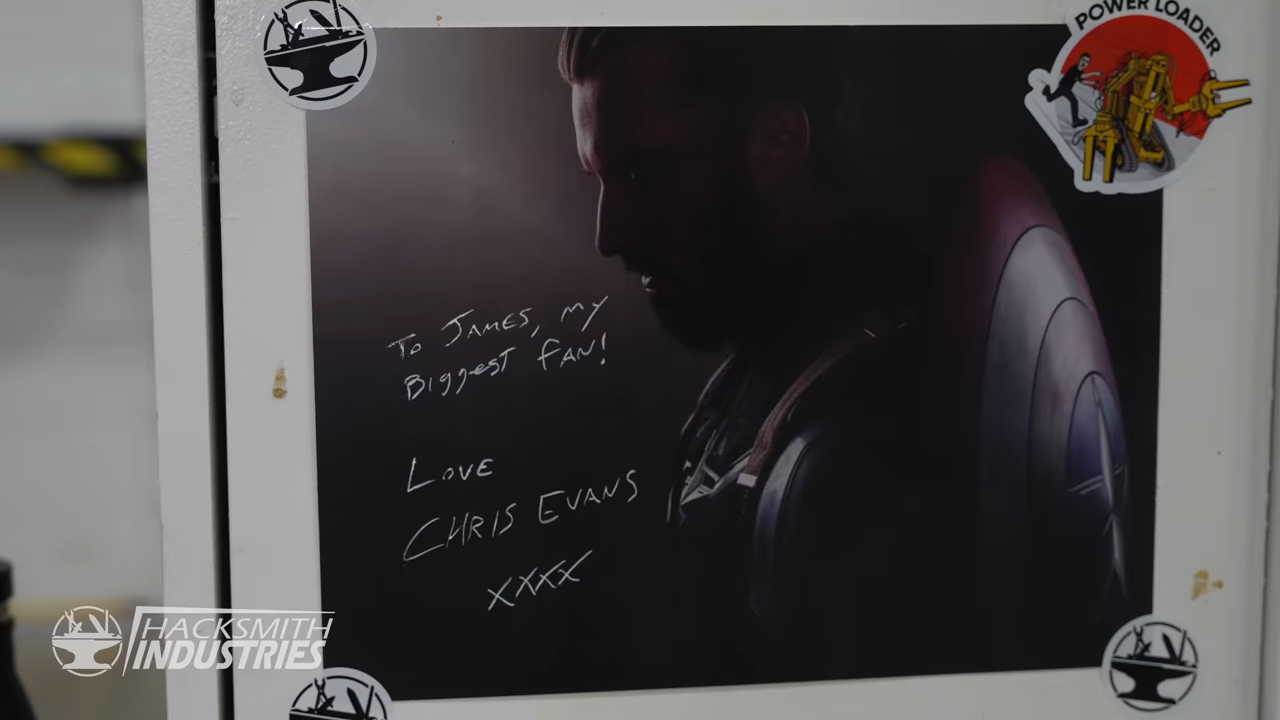 POWER LOADER
To JAMES, MY
BIggEST FAN!
LOVE
CHRIS EVANS
XXXX
HACKSMITH
INDUSTRIES